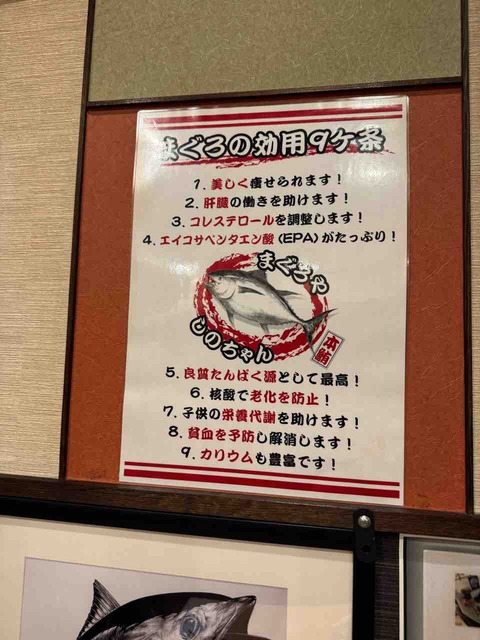 まぐろの効用9ヶ条
1. 美しく痩せられます!
2. 肝臓の働きを助けます!
3. コレステロールを調整します!
4. エイコサペンタエン酸(EPA)がたっぷり!
まぐろや
しのちゃん
本鮪
5. 良質たんぱく源として最高!
6. 核酸で老化を防止!
7. 子供の栄養代謝を助けます!
8. 貧血を予防し解消します!
9. カリウムも豊富です!